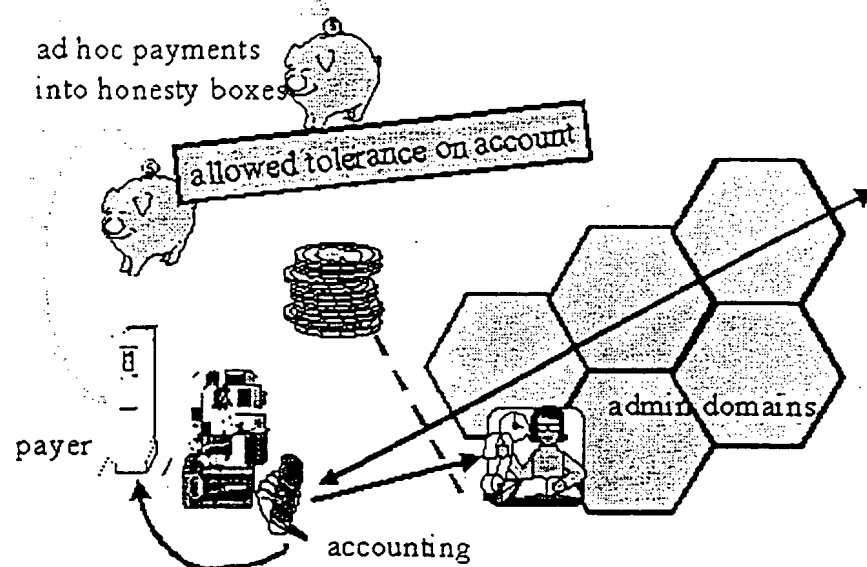 ad hoc payments
into honesty boxes
allowed tolerance on account
admin domains
payer
accounting